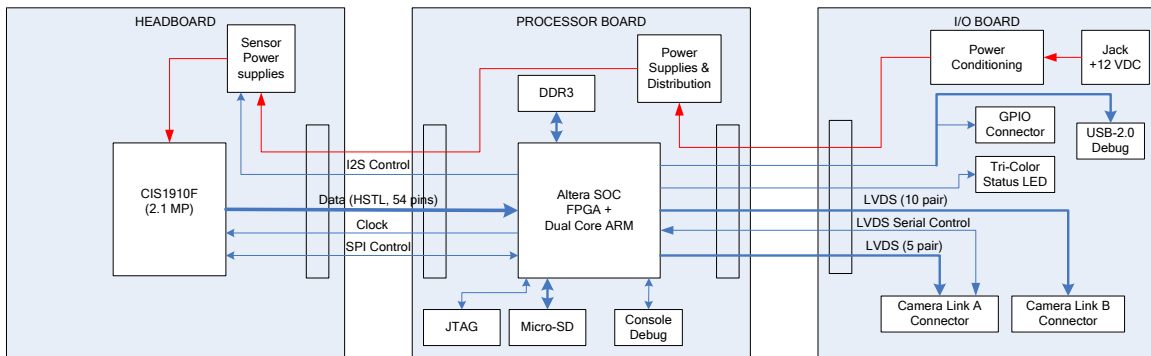 HEADBOARD
Sensor
Power
supplies
CIS1910F
(2.1 MP)
I2S Control
Data (HSTL, 54 pins)
Clock
SPI Control
PROCESSOR BOARD
DDR3
Power
Supplies &
Distribution
Altera SOC
FPGA +
Dual Core ARM
JTAG
Micro-SD
Console
Debug
I/O BOARD
Power
Conditioning
Jack
+12 VDC
GPIO
Connector
USB-2.0
Debug
Tri-Color
Status LED
LVDS (10 pair)
LVDS Serial Control
LVDS (5 pair)
Camera Link A
Connector
Camera Link B
Connector